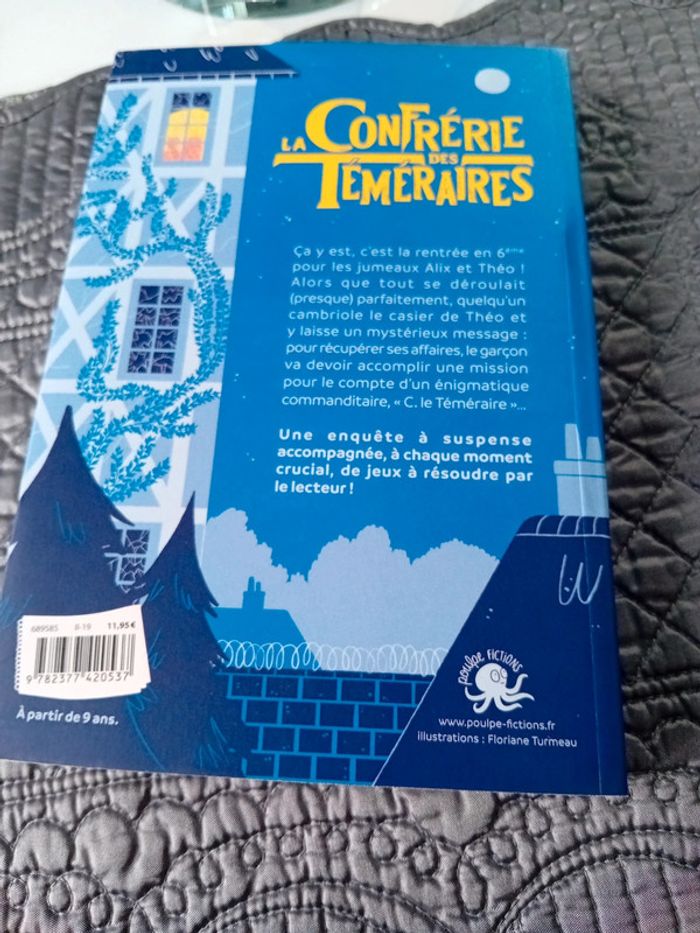 LA CONFRÉRIE
DES
TÉMÉRAIRES
Ça y est, c'est la rentrée en 6ème
pour les jumeaux Alix et Théo !
Alors que tout se déroulait
(presque) parfaitement, quelqu'un
cambriole le casier de Théo et
y laisse un mystérieux message :
pour récupérer ses affaires, le garçon
va devoir accomplir une mission
pour le compte d'un énigmatique
commanditaire, « C. le Téméraire »...
Une enquête à suspense
accompagnée, à chaque moment
crucial, de jeux à résoudre par
le lecteur !
609585 8-19 11,95€
9 782377 420537
À partir de 9 ans.
poulpe FICTIONS
www.poulpe-fictions.fr
illustrations : Floriane Turmeau